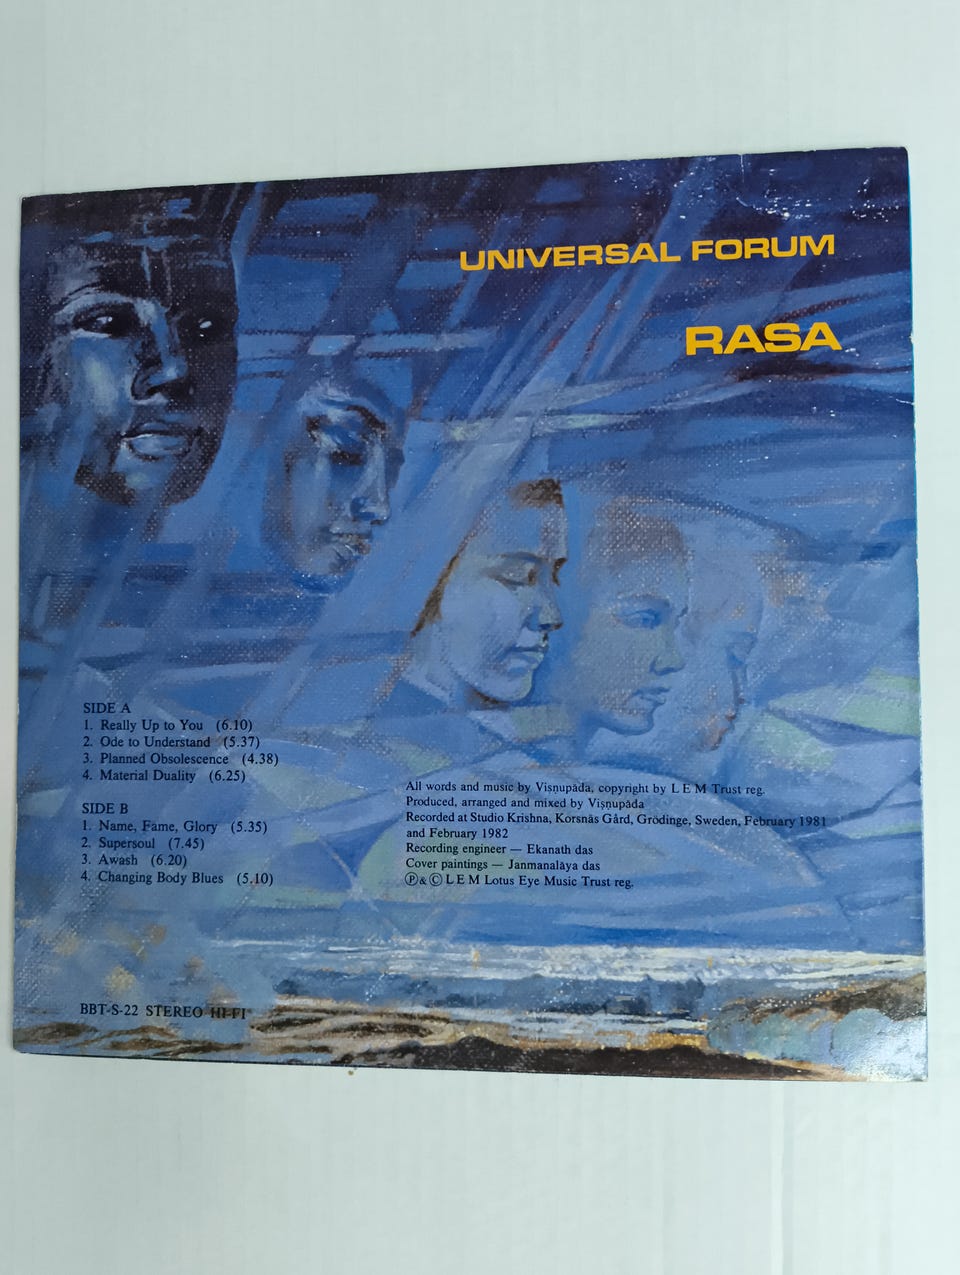 UNIVERSAL FORUM
RASA
SIDE A
1. Really Up to You (6.10)
2. Ode to Understand (5.37)
3. Planned Obsolescence (4.38)
4. Material Duality (6.25)
SIDE B
1. Name, Fame, Glory (5.35)
2. Supersoul (7.45)
3. Awash (6.20)
4. Changing Body Blues (5.10)
All words and music by Viṣṇupāda, copyright by L E M Trust reg.
Produced, arranged and mixed by Viṣṇupāda
Recorded at Studio Krishna, Korsnäs Gård, Grödinge, Sweden, February 1981
and February 1982
Recording engineer — Ekanath das
Cover paintings — Janmanalāya das
Ⓟ&Ⓒ L E M Lotus Eye Music Trust reg.
BBT-S-22 STEREO HI-FI